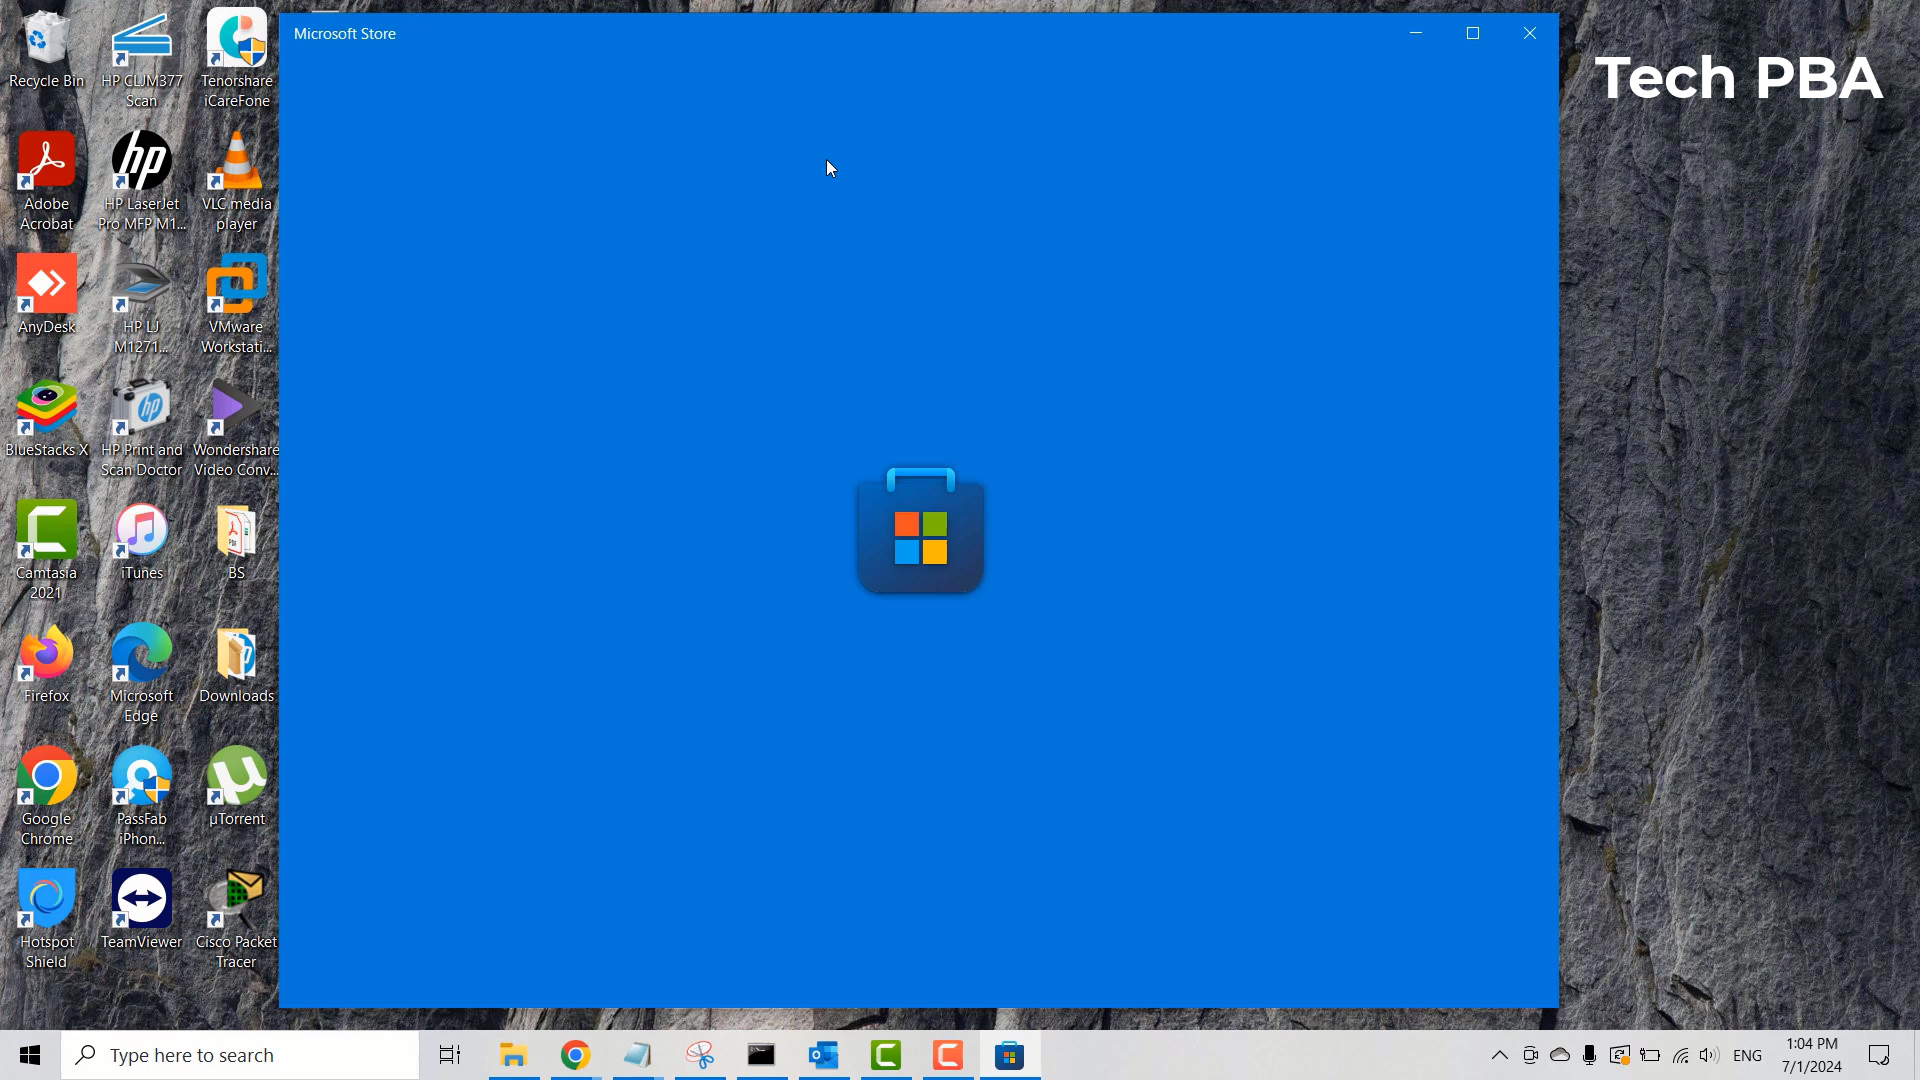 Microsoft Store
Tech PBA
Recycle Bin
HP CLJM377
Scan
Tenorshare
iCareFone
Adobe
Acrobat
hp
HP LaserJet
Pro MFP M1...
VLC media
player
AnyDesk
HP LJ
M1271...
VMware
Workstati...
BlueStacks X
hp
HP Print and
Scan Doctor
Wondershare
Video Conv...
Camtasia
2021
iTunes
PDF
BS
Firefox
Microsoft
Edge
Downloads
Google
Chrome
PassFab
iPhon...
µTorrent
Hotspot
Shield
TeamViewer
Cisco Packet
Tracer
Type here to search
ENG
1:04 PM
7/1/2024